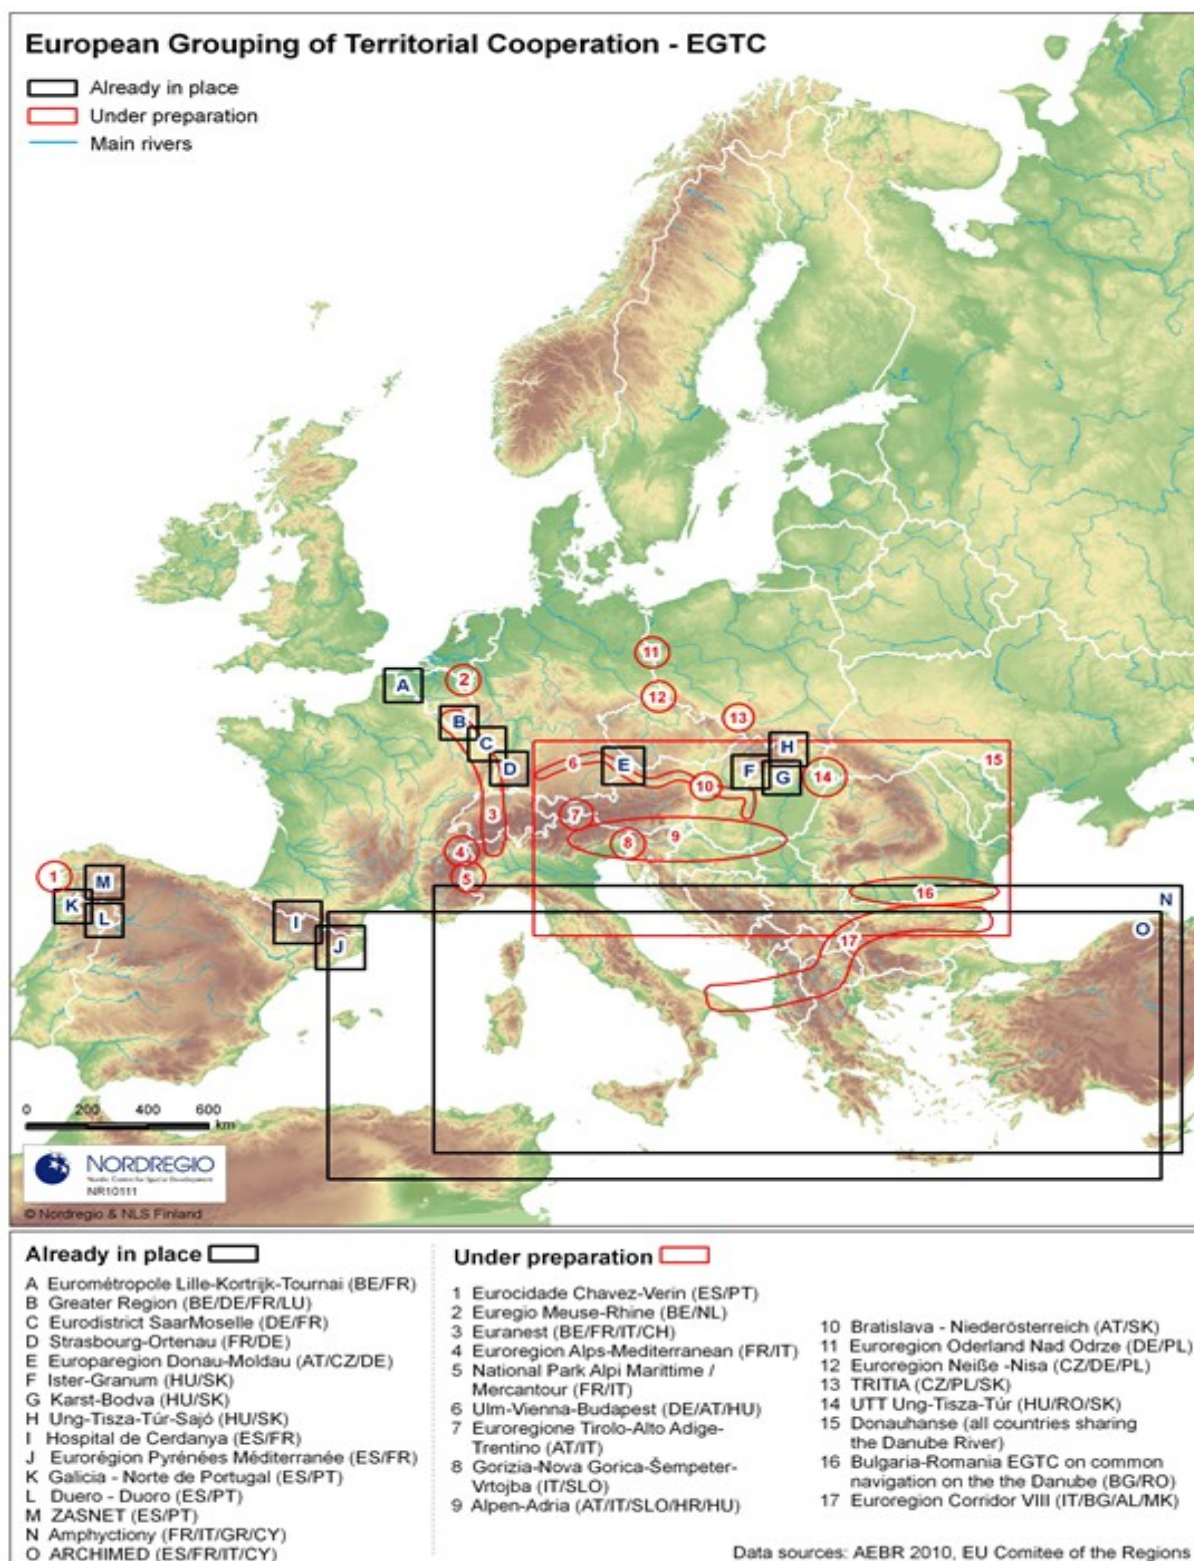 European Grouping of Territorial Cooperation - EGTC
Already in place
Under preparation
Main rivers
11
A
2
12
B
13
C
H
D
6
E
F
G
14
15
10
3
7
9
8
4
5
1
M
K
L
16
N
I
J
O
17
0 200 400 600
km
NORDREGIO
Nordic Centre for Spatial Development
NR10111
© Nordregio & NLS Finland
Already in place
A Eurométropole Lille-Kortrijk-Tournai (BE/FR)
B Greater Region (BE/DE/FR/LU)
C Eurodistrict SaarMoselle (DE/FR)
D Strasbourg-Ortenau (FR/DE)
E Europaregion Donau-Moldau (AT/CZ/DE)
F Ister-Granum (HU/SK)
G Karst-Bodva (HU/SK)
H Ung-Tisza-Túr-Sajó (HU/SK)
I Hospital de Cerdanya (ES/FR)
J Eurorégion Pyrénées Méditerranée (ES/FR)
K Galicia - Norte de Portugal (ES/PT)
L Duero - Duoro (ES/PT)
M ZASNET (ES/PT)
N Amphyctiony (FR/IT/GR/CY)
O ARCHIMED (ES/FR/IT/CY)
Under preparation
1 Eurocidade Chavez-Verin (ES/PT)
2 Euregio Meuse-Rhine (BE/NL)
3 Euranest (BE/FR/IT/CH)
4 Euroregion Alps-Mediterranean (FR/IT)
5 National Park Alpi Marittime /
Mercantour (FR/IT)
6 Ulm-Vienna-Budapest (DE/AT/HU)
7 Euroregione Tirolo-Alto Adige-
Trentino (AT/IT)
8 Gorizia-Nova Gorica-Šempeter-
Vrtojba (IT/SLO)
9 Alpen-Adria (AT/IT/SLO/HR/HU)
10 Bratislava - Niederösterreich (AT/SK)
11 Euroregion Oderland Nad Odrze (DE/PL)
12 Euroregion Neiße -Nisa (CZ/DE/PL)
13 TRITIA (CZ/PL/SK)
14 UTT Ung-Tisza-Túr (HU/RO/SK)
15 Donauhanse (all countries sharing
the Danube River)
16 Bulgaria-Romania EGTC on common
navigation on the the Danube (BG/RO)
17 Euroregion Corridor VIII (IT/BG/AL/MK)
Data sources: AEBR 2010, EU Comitee of the Regions